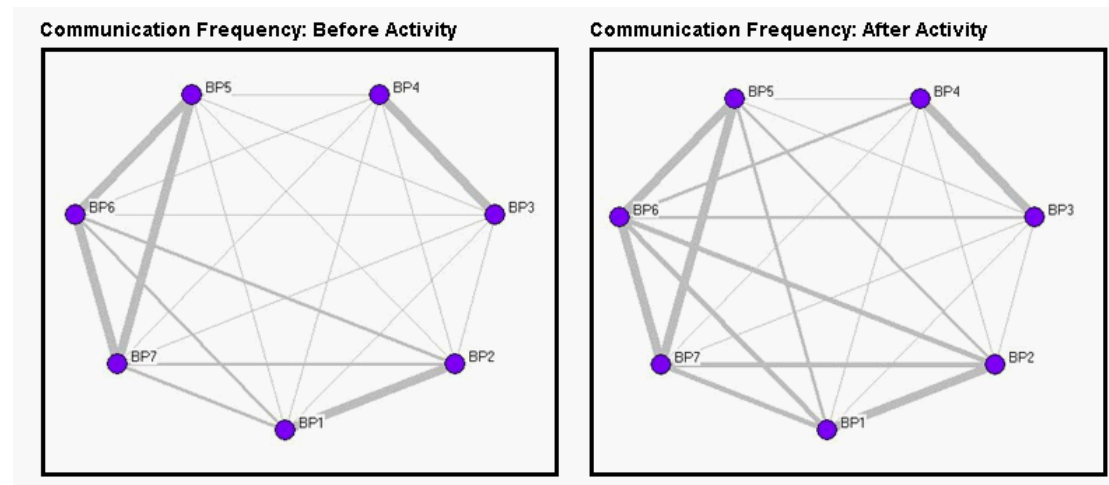 Communication Frequency: Before Activity
BP5
BP4
BP6
BP3
BP7
BP2
BP1
Communication Frequency: After Activity
BP5
BP4
BP6
BP3
BP7
BP2
BP1